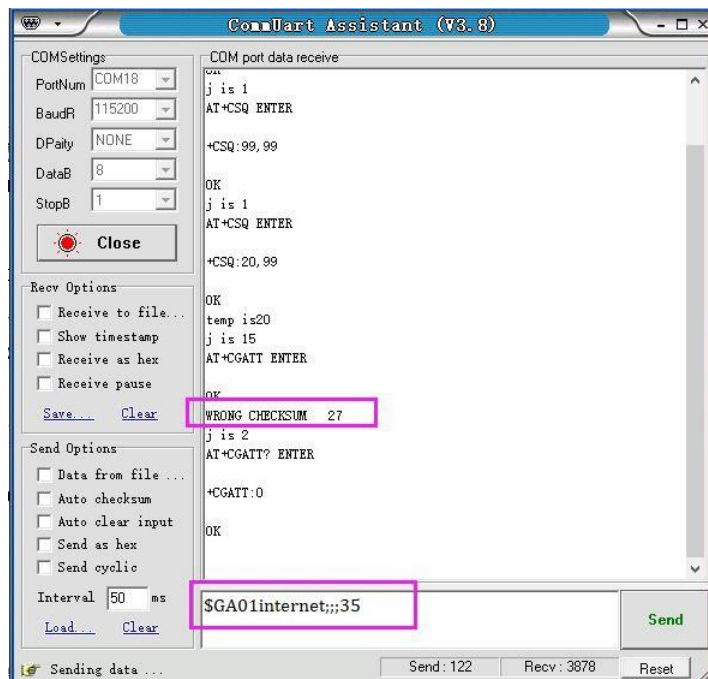 CommUart Assistant (V3.8)
COMSettings
PortNum COM18
BaudR 115200
DPaity NONE
DataB 8
StopB 1
Close
Recv Options
Receive to file...
Show timestamp
Receive as hex
Receive pause
Save... Clear
Send Options
Data from file ...
Auto checksum
Auto clear input
Send as hex
Send cyclic
Interval 50 ms
Load... Clear
COM port data receive
OK
j is 1
AT+CSQ ENTER
+CSQ:99,99
OK
j is 1
AT+CSQ ENTER
+CSQ:20,99
OK
temp is20
j is 15
AT+CGATT ENTER
OK
WRONG CHECKSUM 27
j is 2
AT+CGATT? ENTER
+CGATT:0
OK
$GA01internet;;;35
Send
Sending data ...
Send : 122
Recv : 3878
Reset